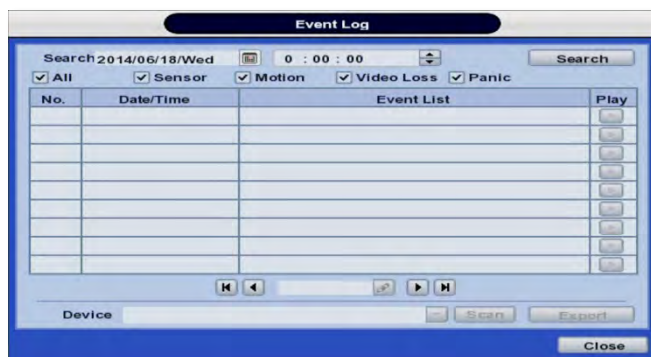 Event Log
Search 2014/06/18/Wed 0 : 00 : 00 Search
All Sensor Motion Video Loss Panic
No. Date/Time Event List Play
Device Scan Export
Close